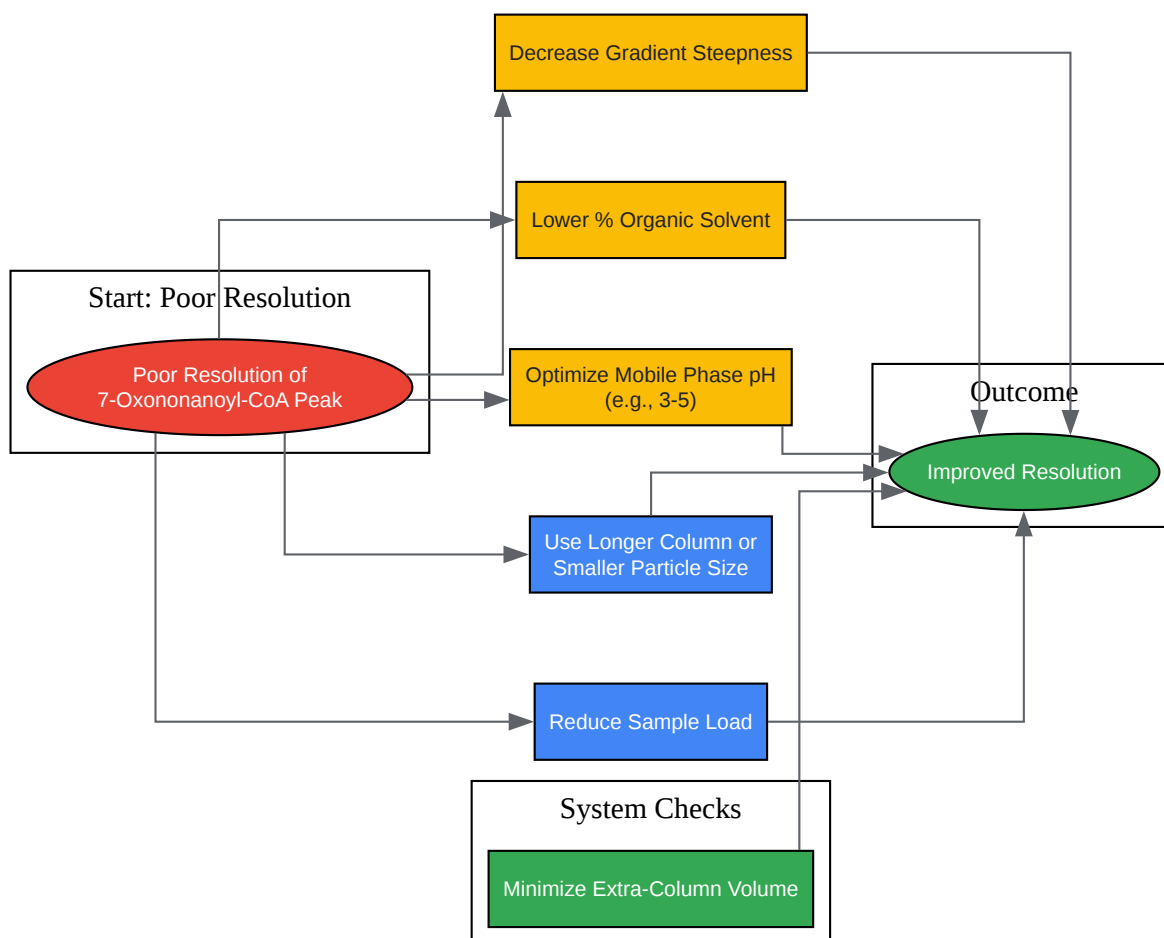 Decrease Gradient Steepness
Lower % Organic Solvent
Start: Poor Resolution
Poor Resolution of
7-Oxononanoyl-CoA Peak
Optimize Mobile Phase pH
(e.g., 3-5)
Outcome
Improved Resolution
Use Longer Column or
Smaller Particle Size
Reduce Sample Load
System Checks
Minimize Extra-Column Volume